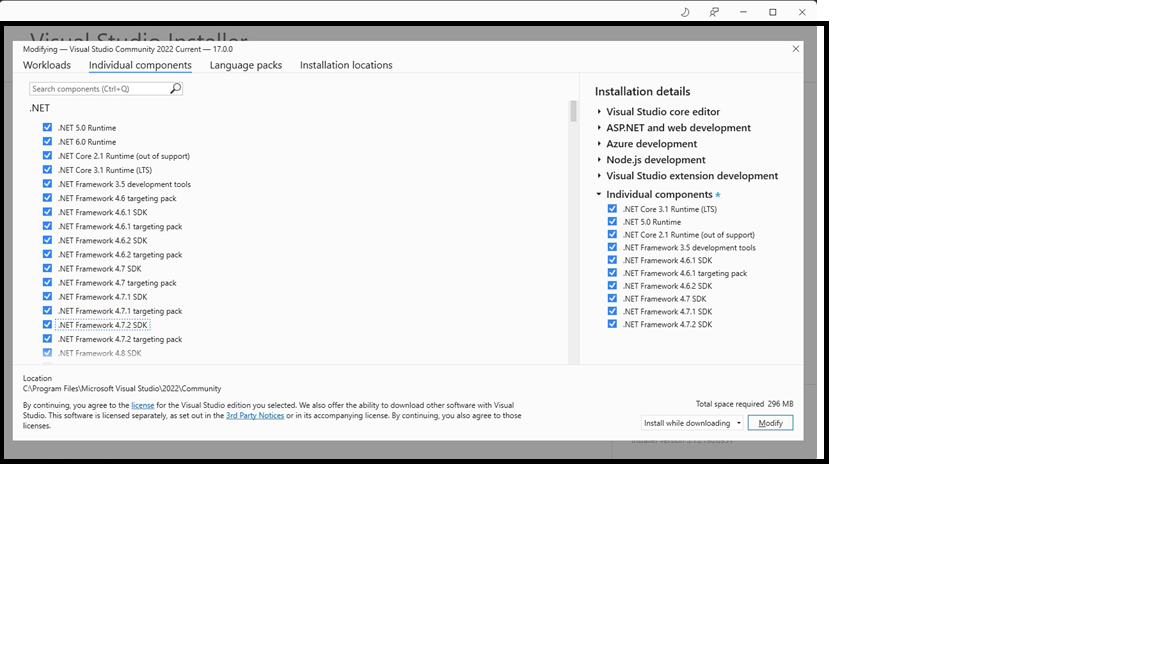 Visual Studio Installer
Modifying — Visual Studio Community 2022 Current — 17.0.0
Workloads Individual components Language packs Installation locations
Search components (Ctrl+Q)
.NET
.NET 5.0 Runtime
.NET 6.0 Runtime
.NET Core 2.1 Runtime (out of support)
.NET Core 3.1 Runtime (LTS)
.NET Framework 3.5 development tools
.NET Framework 4.6 targeting pack
.NET Framework 4.6.1 SDK
.NET Framework 4.6.1 targeting pack
.NET Framework 4.6.2 SDK
.NET Framework 4.6.2 targeting pack
.NET Framework 4.7 SDK
.NET Framework 4.7 targeting pack
.NET Framework 4.7.1 SDK
.NET Framework 4.7.1 targeting pack
.NET Framework 4.7.2 SDK
.NET Framework 4.7.2 targeting pack
.NET Framework 4.8 SDK
Installation details
Visual Studio core editor
ASP.NET and web development
Azure development
Node.js development
Visual Studio extension development
Individual components *
.NET Core 3.1 Runtime (LTS)
.NET 5.0 Runtime
.NET Core 2.1 Runtime (out of support)
.NET Framework 3.5 development tools
.NET Framework 4.6.1 SDK
.NET Framework 4.6.1 targeting pack
.NET Framework 4.6.2 SDK
.NET Framework 4.7 SDK
.NET Framework 4.7.1 SDK
.NET Framework 4.7.2 SDK
Location
C:\Program Files\Microsoft Visual Studio\2022\Community
By continuing, you agree to the license for the Visual Studio edition you selected. We also offer the ability to download other software with Visual
Studio. This software is licensed separately, as set out in the 3rd Party Notices or in its accompanying license. By continuing, you also agree to those
licenses.
Total space required 296 MB
Install while downloading Modify